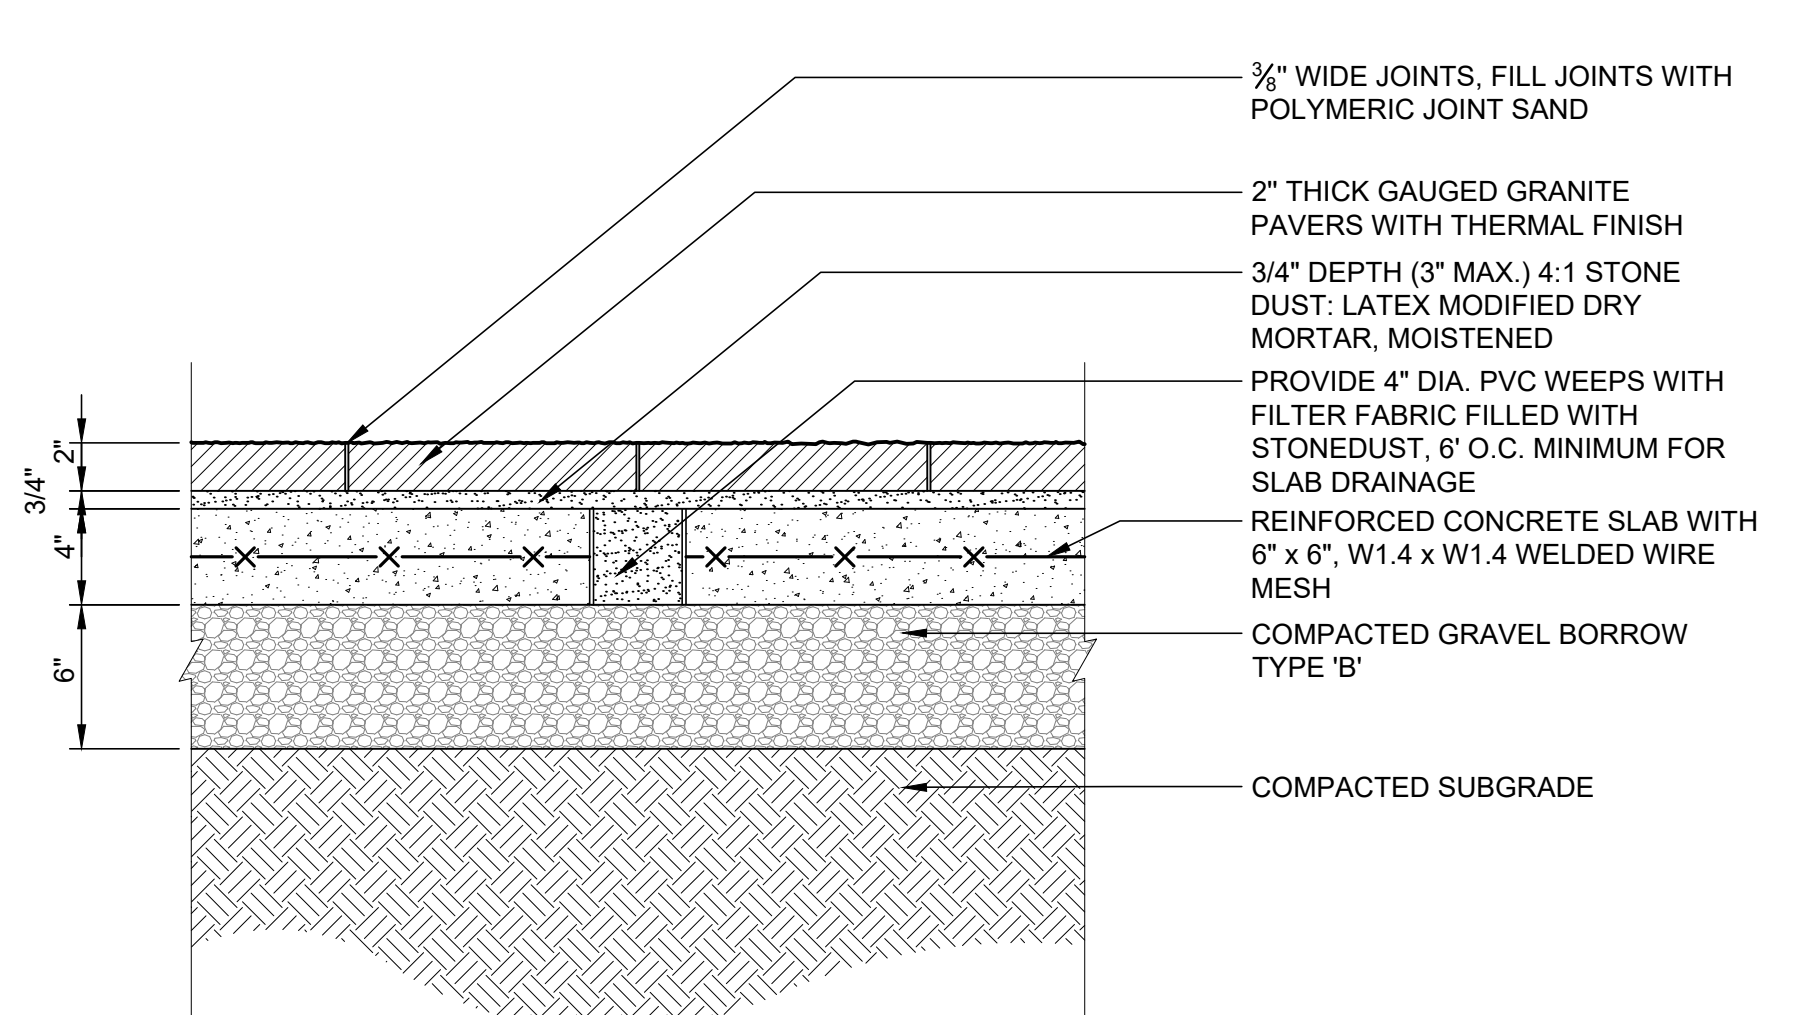 ⅜" WIDE JOINTS, FILL JOINTS WITH
POLYMERIC JOINT SAND
2" THICK GAUGED GRANITE
PAVERS WITH THERMAL FINISH
3/4" DEPTH (3" MAX.) 4:1 STONE
DUST: LATEX MODIFIED DRY
MORTAR, MOISTENED
PROVIDE 4" DIA. PVC WEEPS WITH
FILTER FABRIC FILLED WITH
STONEDUST, 6' O.C. MINIMUM FOR
SLAB DRAINAGE
REINFORCED CONCRETE SLAB WITH
6" x 6", W1.4 x W1.4 WELDED WIRE
MESH
COMPACTED GRAVEL BORROW
TYPE 'B'
COMPACTED SUBGRADE
2"
3/4"
4"
6"